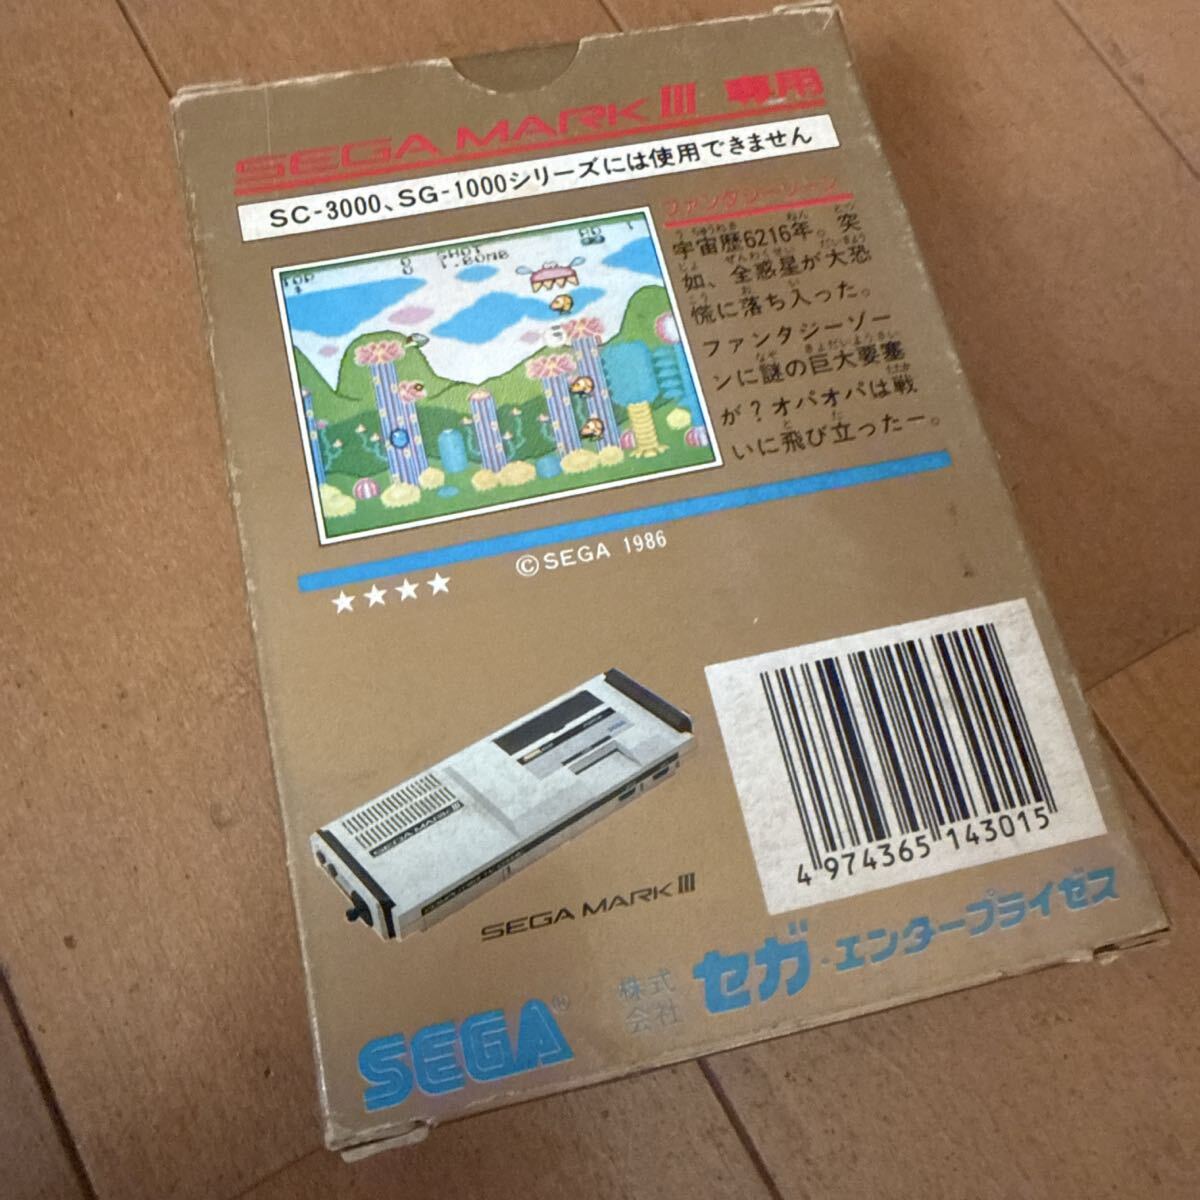 SEGA MARK III 専用
SC-3000、SG-1000シリーズには使用できません
ファンタジーゾーン
宇宙歴6216年。突
如、全惑星が大恐
慌に落ち入った。
ファンタジーゾー
ンに謎の巨大要塞
が?オパオパは戦
いに飛び立ったー。
©SEGA 1986
★★★★
SEGA MARK III
SEGA MARK III
4 974365 143015
SEGA®
株式
会社
セガ・エンタープライゼス